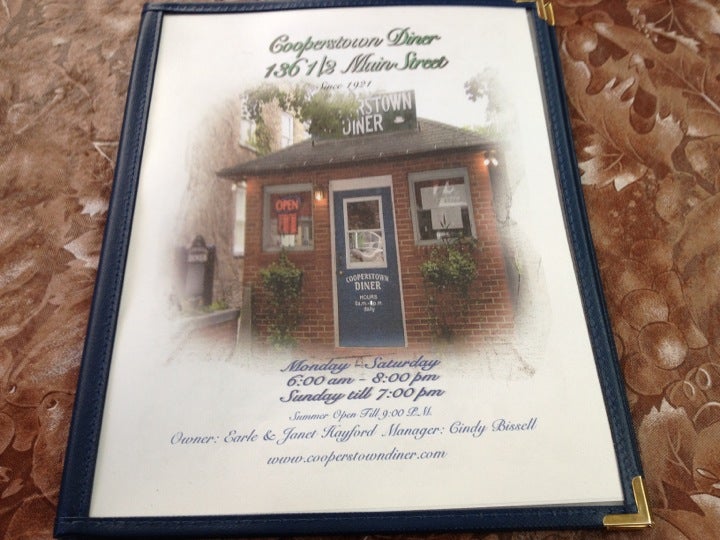 Cooperstown Diner
136 1/2 Main Street
Since 1921
RSTOWN
DINER
OPEN
COOPERSTOWN
DINER
HOURS
daily
Monday - Saturday
6:00 am - 8:00 pm
Sunday till 7:00 pm
Summer Open Till 9:00 P.M.
Owner: Earle & Janet Hayford Manager: Cindy Bissell
www.cooperstowndiner.com